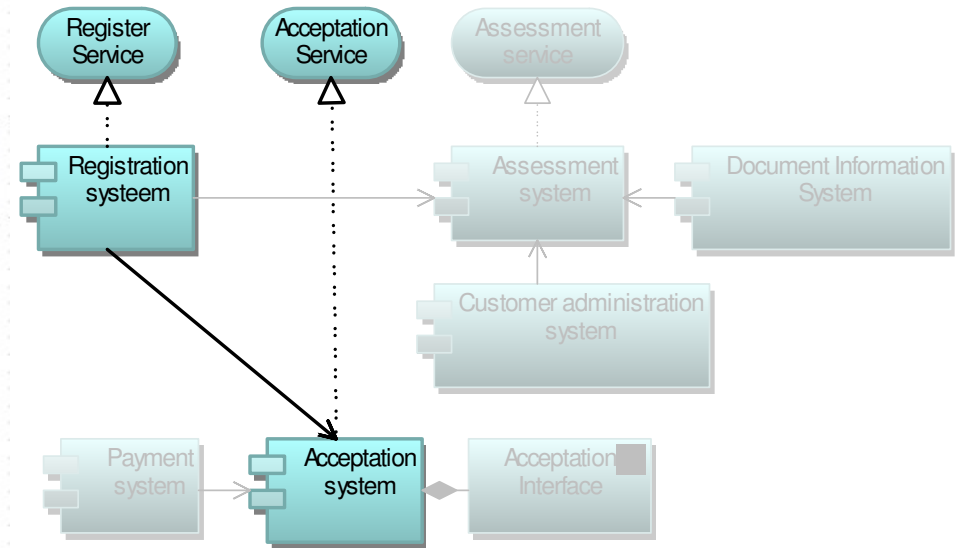 Register
Service
Acceptation
Service
Assessment
service
Registration
systeem
Assessment
system
Document Information
System
Customer administration
system
Payment
system
Acceptation
system
Acceptation
Interface